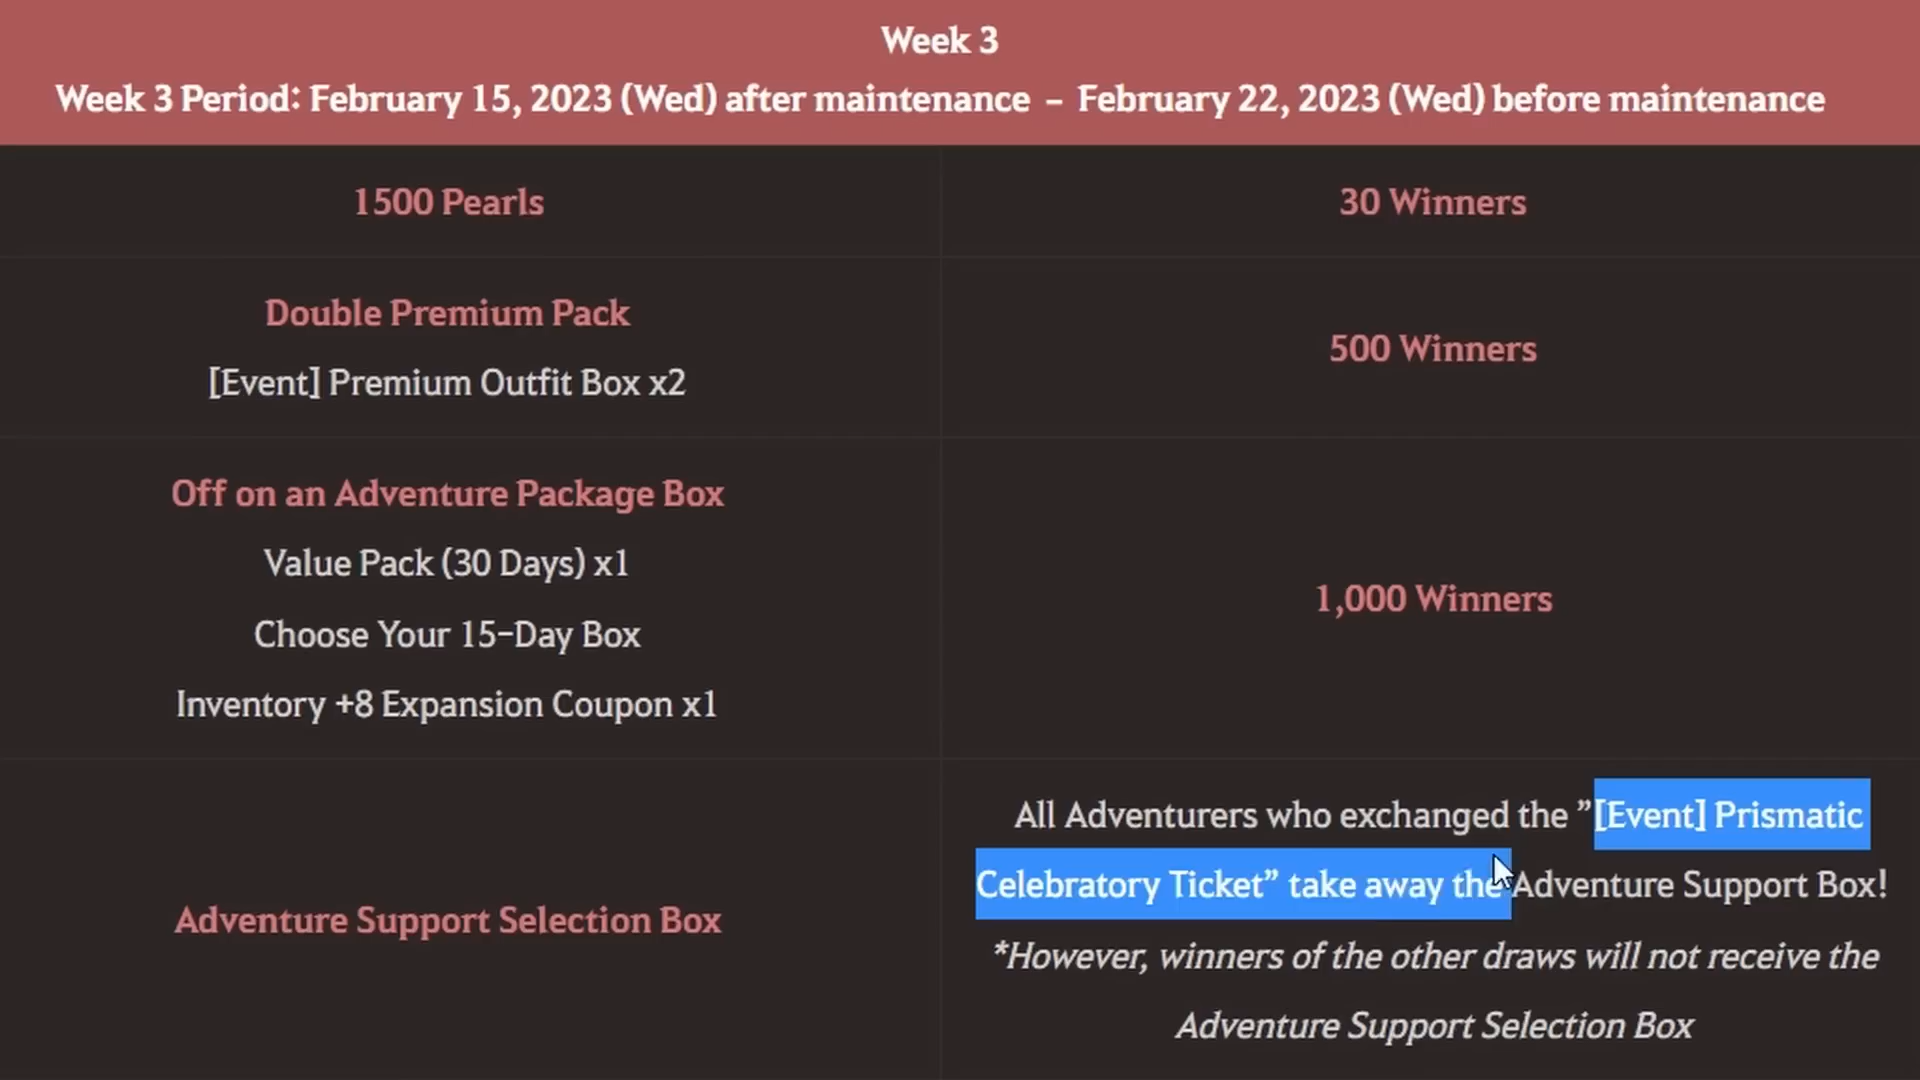 Week 3
Week 3 Period: February 15, 2023 (Wed) after maintenance – February 22, 2023 (Wed) before maintenance
1500 Pearls
30 Winners
Double Premium Pack
[Event] Premium Outfit Box x2
500 Winners
Off on an Adventure Package Box
Value Pack (30 Days) x1
Choose Your 15-Day Box
Inventory +8 Expansion Coupon x1
1,000 Winners
Adventure Support Selection Box
All Adventurers who exchanged the ”[Event] Prismatic
Celebratory Ticket” take away the Adventure Support Box!
*However, winners of the other draws will not receive the
Adventure Support Selection Box